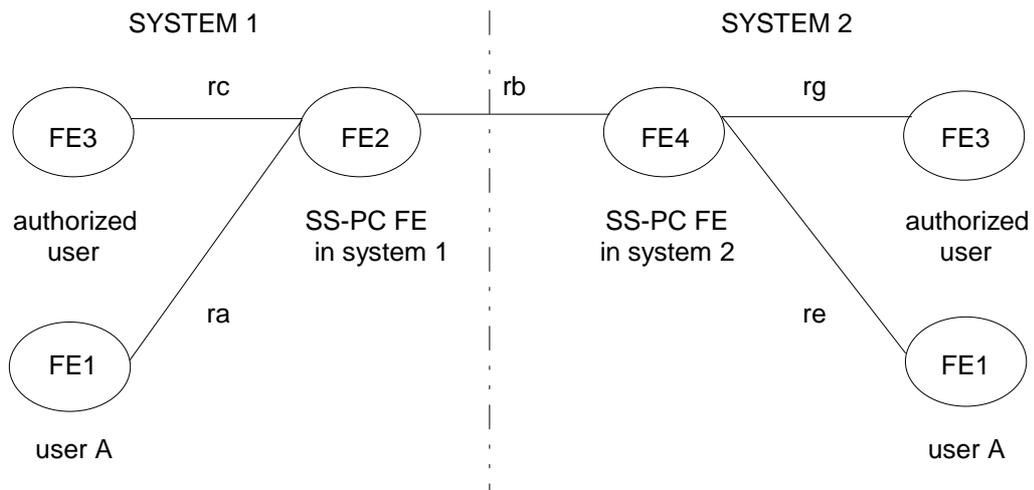 SYSTEM 1
SYSTEM 2
rc
rb
rg
FE3
FE2
FE4
FE3
authorized
user
SS-PC FE
in system 1
SS-PC FE
in system 2
authorized
user
ra
re
FE1
FE1
user A
user A